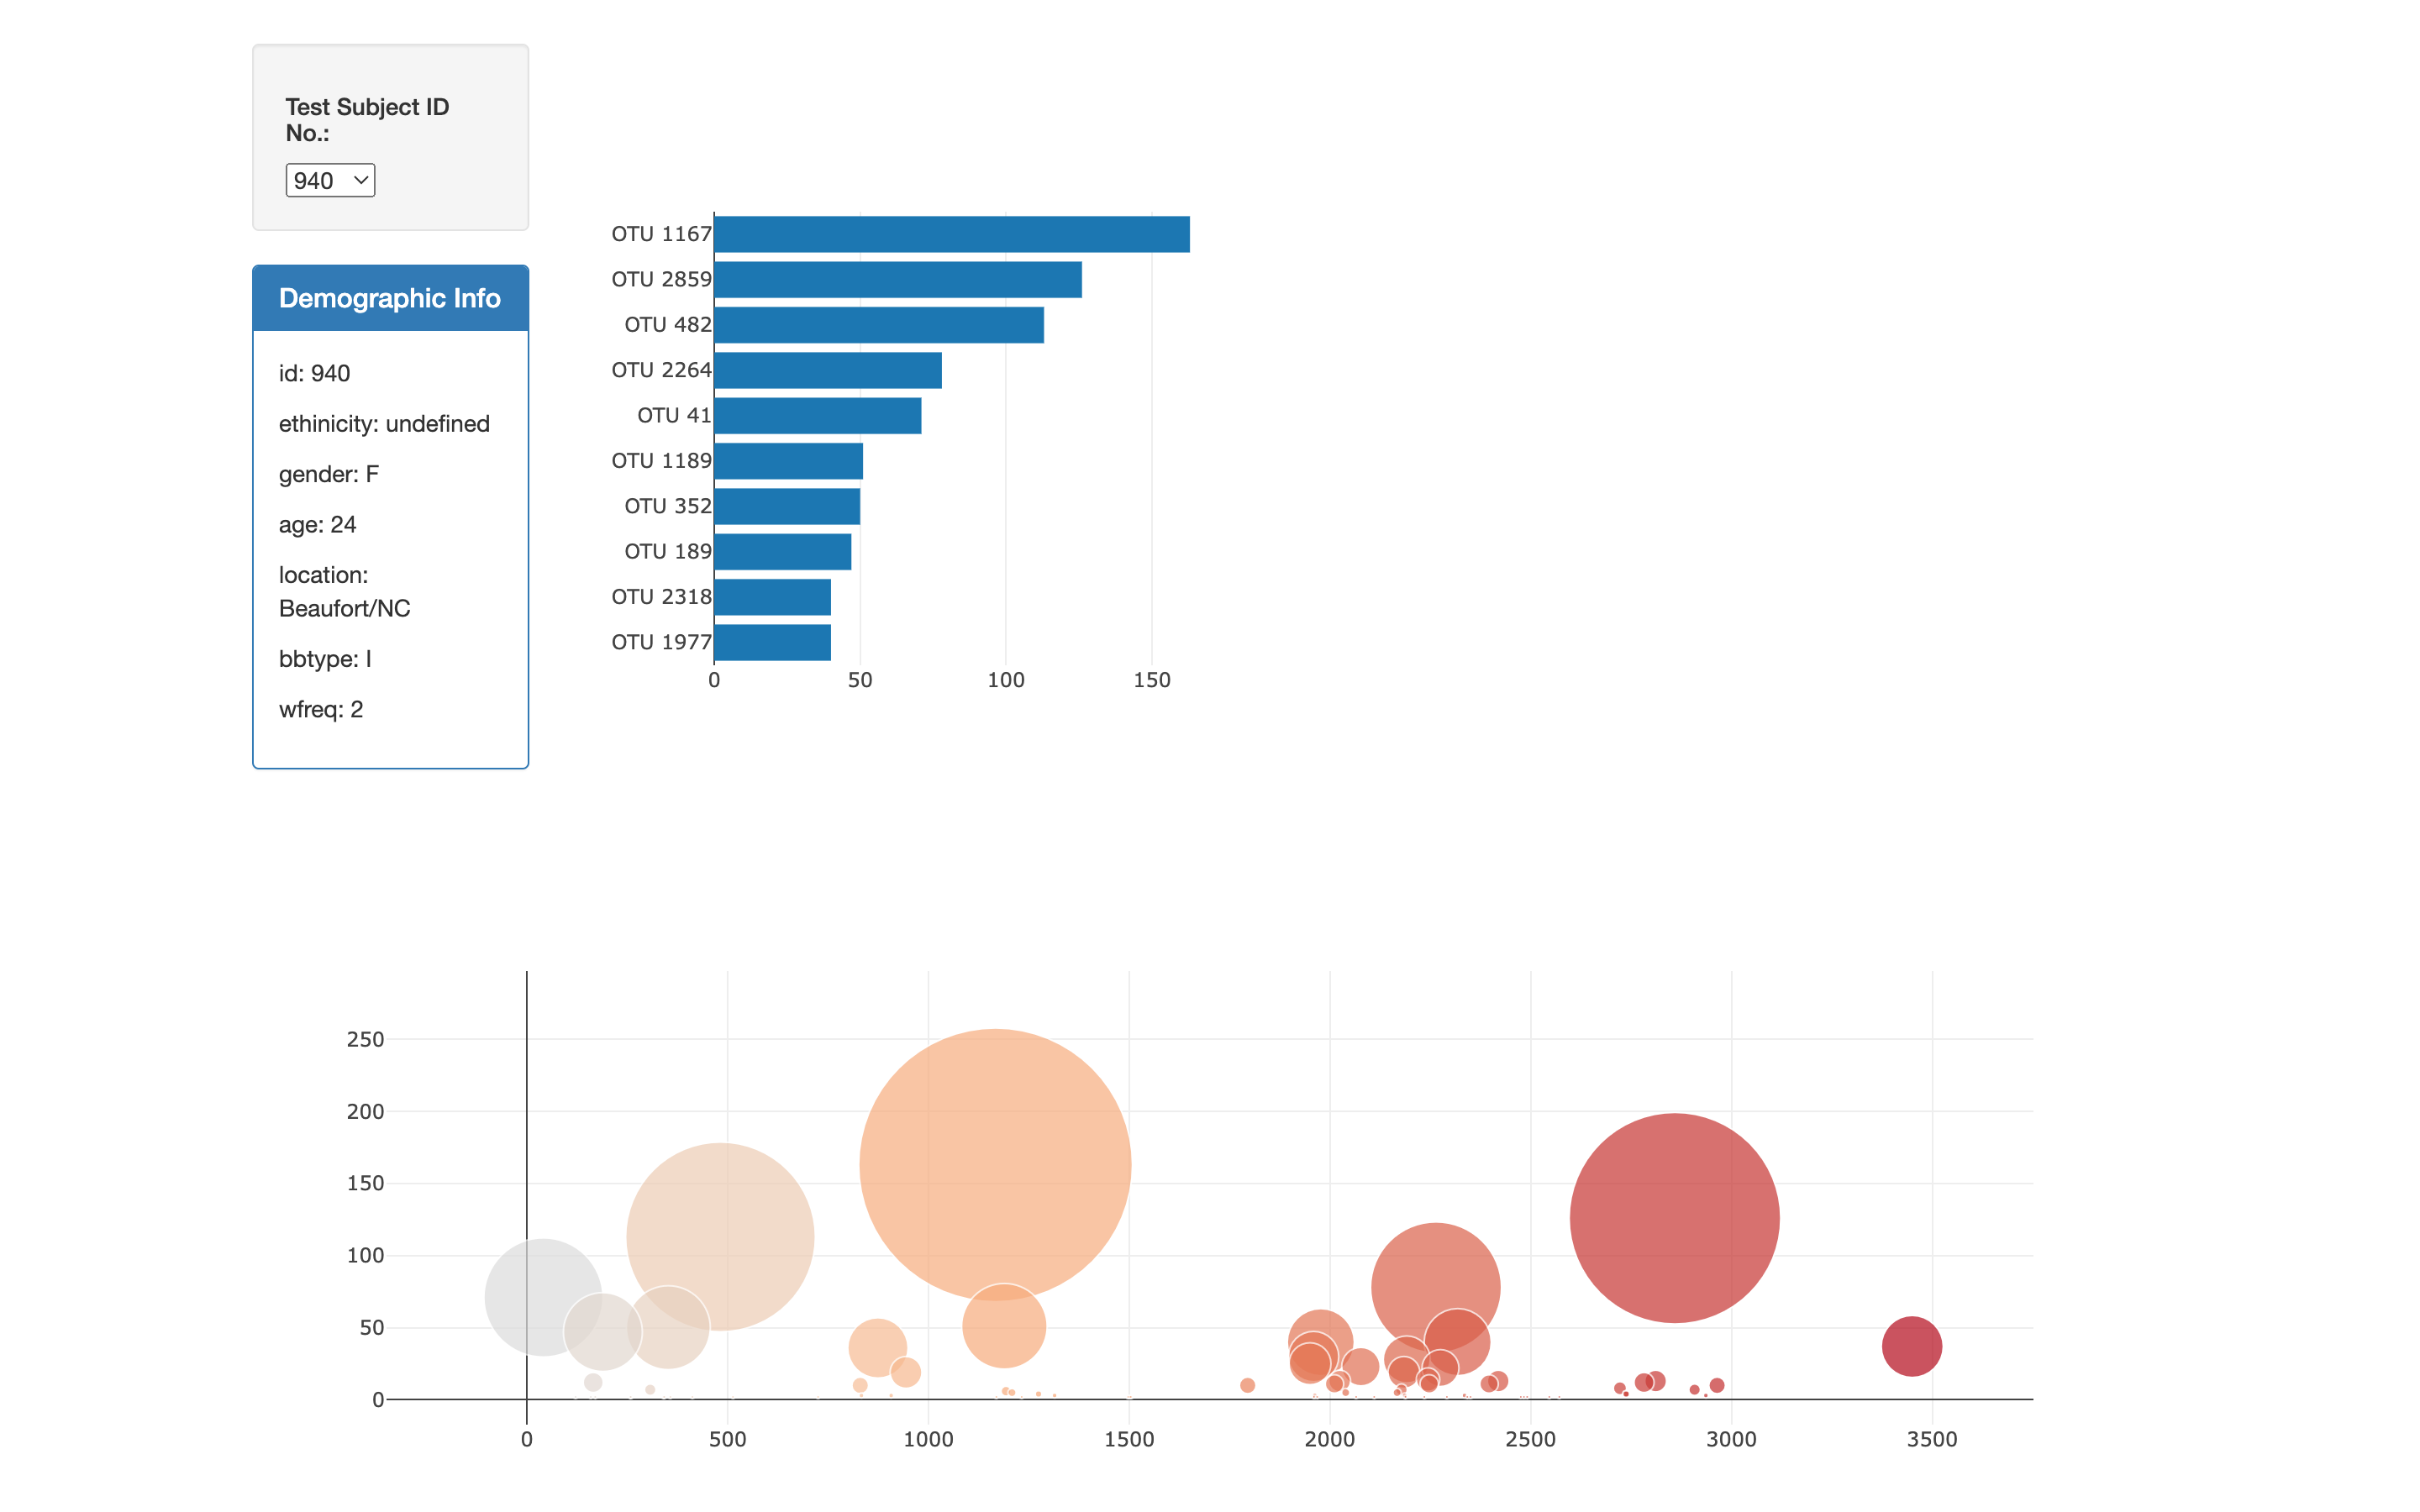 Test Subject ID
No.:
940
Demographic Info
id: 940
ethinicity: undefined
gender: F
age: 24
location:
Beaufort/NC
bbtype: I
wfreq: 2
OTU 1167
OTU 2859
OTU 482
OTU 2264
OTU 41
OTU 1189
OTU 352
OTU 189
OTU 2318
OTU 1977
0 50 100 150
250
200
150
100
50
0
0 500 1000 1500 2000 2500 3000 3500